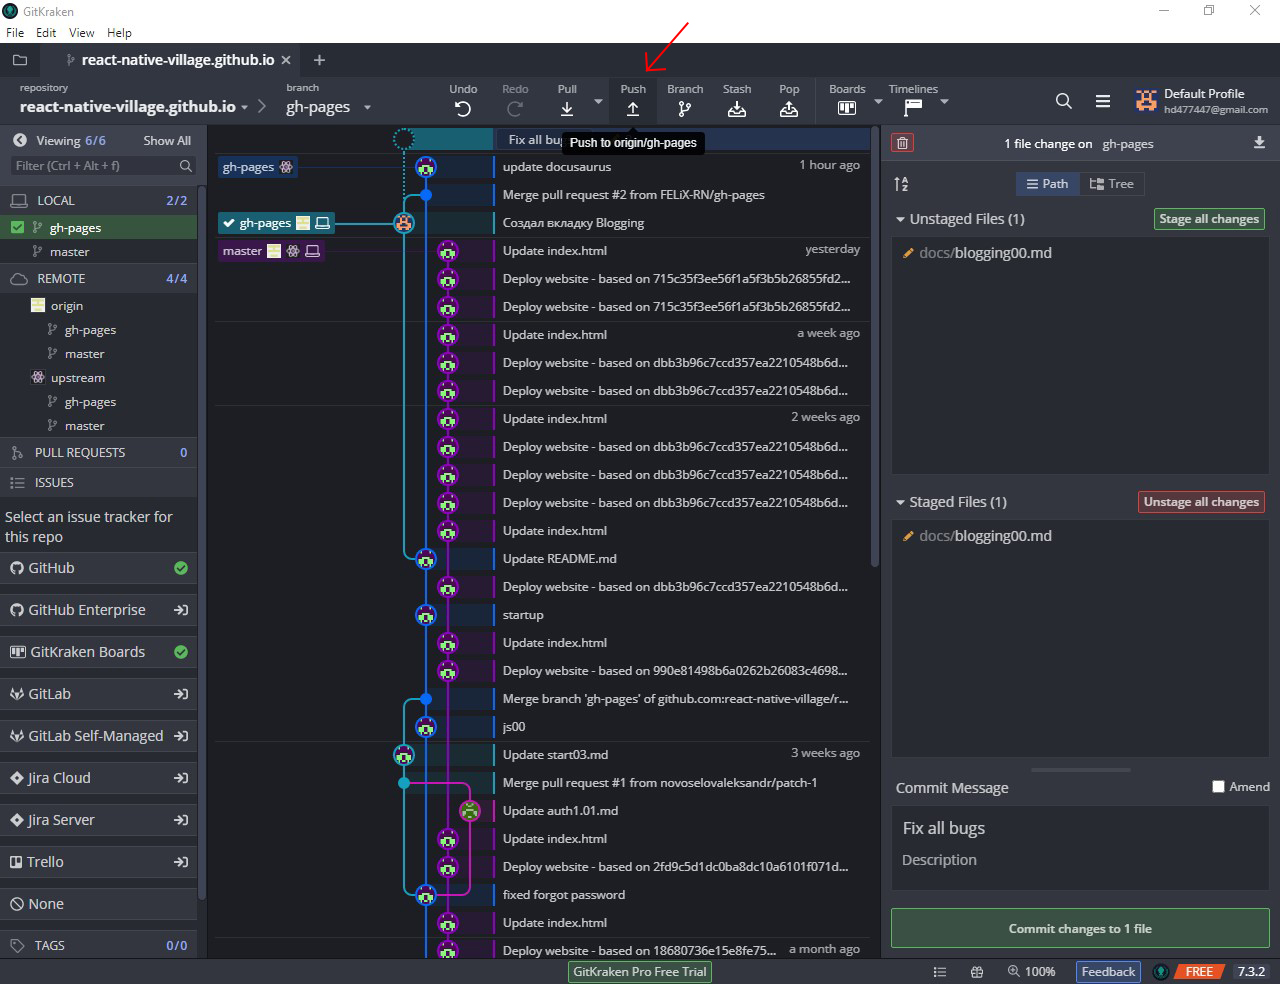 GitKraken
File Edit View Help
react-native-village.github.io
repository
react-native-village.github.io
branch
gh-pages
Undo
Redo
Pull
Push
Branch
Stash
Pop
Boards
Timelines
Default Profile
hd477447@gmail.com
Push to origin/gh-pages
Viewing 6/6 Show All
Filter (Ctrl + Alt + f)
LOCAL 2/2
gh-pages
master
REMOTE 4/4
origin
gh-pages
master
upstream
gh-pages
master
PULL REQUESTS 0
ISSUES
Select an issue tracker for
this repo
GitHub
GitHub Enterprise
GitKraken Boards
GitLab
GitLab Self-Managed
Jira Cloud
Jira Server
Trello
None
TAGS 0/0
Fix all bu
gh-pages update docusaurus 1 hour ago
Merge pull request #2 from FELiX-RN/gh-pages
gh-pages Создал вкладку Blogging
master Update index.html yesterday
Deploy website - based on 715c35f3ee56f1a5f3b5b26855fd2...
Deploy website - based on 715c35f3ee56f1a5f3b5b26855fd2...
Update index.html a week ago
Deploy website - based on dbb3b96c7ccd357ea2210548b6d...
Deploy website - based on dbb3b96c7ccd357ea2210548b6d...
Update index.html 2 weeks ago
Deploy website - based on dbb3b96c7ccd357ea2210548b6d...
Deploy website - based on dbb3b96c7ccd357ea2210548b6d...
Deploy website - based on dbb3b96c7ccd357ea2210548b6d...
Update index.html
Update README.md
Deploy website - based on dbb3b96c7ccd357ea2210548b6d...
startup
Update index.html
Deploy website - based on 990e81498b6a0262b26083c4698...
Merge branch 'gh-pages' of github.com:react-native-village/r...
js00
Update start03.md 3 weeks ago
Merge pull request #1 from novoselovaleksandr/patch-1
Update auth1.01.md
Update index.html
Deploy website - based on 2fd9c5d1dc0ba8dc10a6101f071d...
fixed forgot password
Update index.html
Deploy website - based on 18680736e15e8fe75... a month ago
1 file change on gh-pages
Path Tree
Unstaged Files (1) Stage all changes
docs/blogging00.md
Staged Files (1) Unstage all changes
docs/blogging00.md
Commit Message Amend
Fix all bugs
Description
Commit changes to 1 file
GitKraken Pro Free Trial
100%
Feedback
FREE
7.3.2